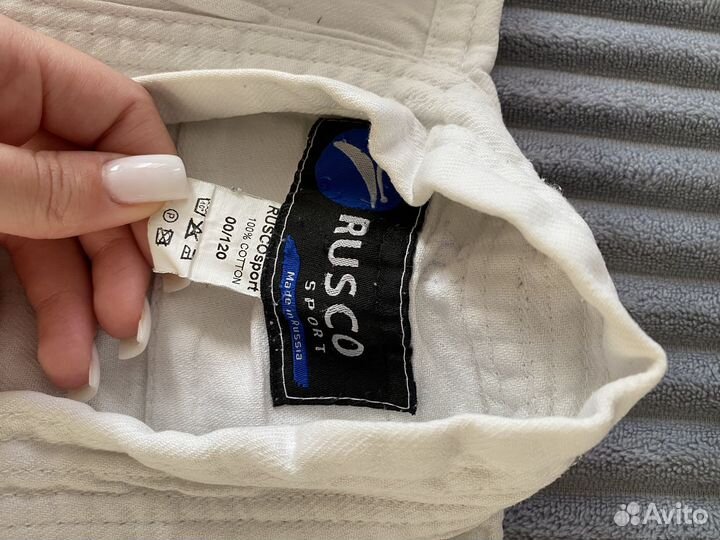 RUSCO
SPORT
Made in Russia
RUSCOsport
100% COTTON
00/120
P
Avito